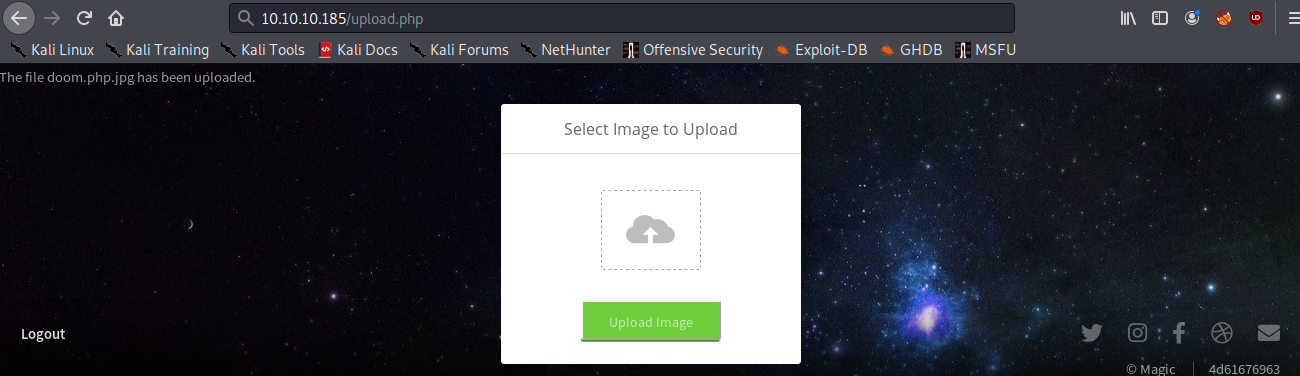 10.10.10.185/upload.php
Kali Linux Kali Training Kali Tools Kali Docs Kali Forums NetHunter Offensive Security Exploit-DB GHDB MSFU
The file doom.php.jpg has been uploaded.
Select Image to Upload
Upload Image
Logout
© Magic | 4d61676963